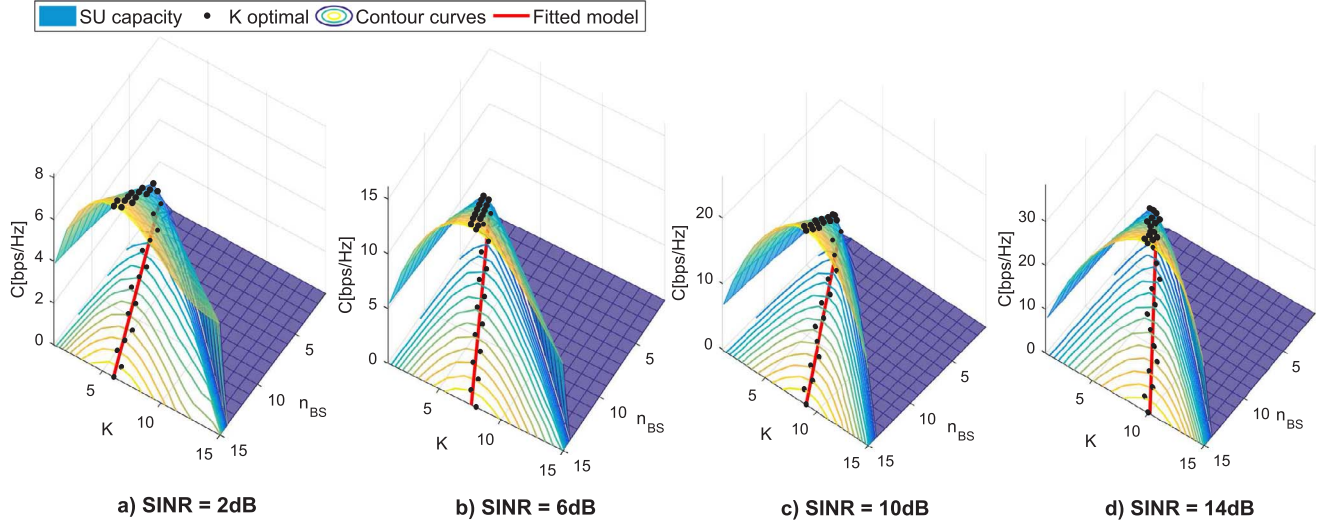 SU capacity K optimal Contour curves Fitted model
8
6
4
2
0
C[bps/Hz]
5
10
15
K
5
10
15
n_BS
a) SINR = 2dB
15
10
5
0
C[bps/Hz]
5
10
15
K
5
10
15
n_BS
b) SINR = 6dB
20
10
0
C[bps/Hz]
5
10
15
K
5
10
15
n_BS
c) SINR = 10dB
30
20
10
0
C[bps/Hz]
5
10
15
K
5
10
15
n_BS
d) SINR = 14dB